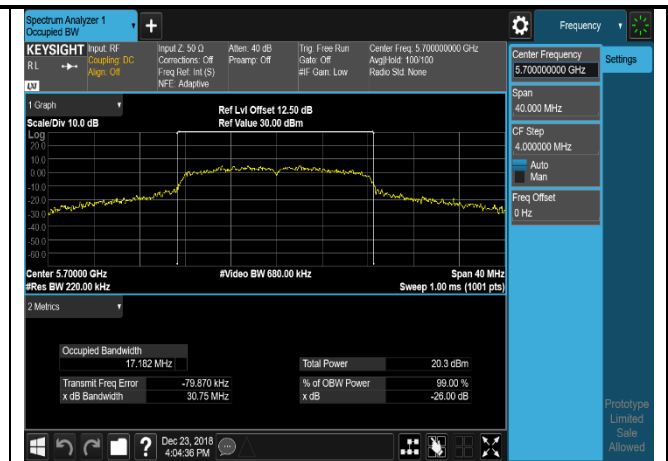 Spectrum Analyzer 1
Occupied BW
+
Frequency
KEYSIGHT
RL
LXI
Input: RF
Coupling: DC
Align: Off
Input Z: 50 Ω
Corrections: Off
Freq Ref: Int (S)
NFE: Adaptive
Atten: 40 dB
Preamp: Off
Trig: Free Run
Gate: Off
#IF Gain: Low
Center Freq: 5.700000000 GHz
Avg|Hold: 100/100
Radio Std: None
Center Frequency
5.700000000 GHz
Settings
Span
40.000 MHz
CF Step
4.000000 MHz
Auto
Man
Freq Offset
0 Hz
1 Graph
Scale/Div 10.0 dB
Ref Lvl Offset 12.50 dB
Ref Value 30.00 dBm
Log
20.0
10.0
0.00
-10.0
-20.0
-30.0
-40.0
-50.0
-60.0
Center 5.70000 GHz
#Video BW 680.00 kHz
Span 40 MHz
#Res BW 220.00 kHz
Sweep 1.00 ms (1001 pts)
2 Metrics
Occupied Bandwidth
17.182 MHz
Total Power 20.3 dBm
Transmit Freq Error -79.870 kHz
% of OBW Power 99.00 %
x dB Bandwidth 30.75 MHz
x dB -26.00 dB
Prototype
Limited
Sale
Allowed
?
Dec 23, 2018
4:04:36 PM